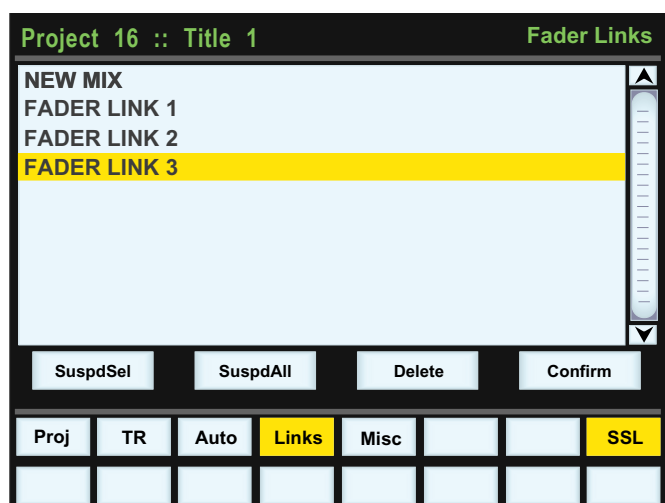 Project 16 :: Title 1 Fader Links
NEW MIX
FADER LINK 1
FADER LINK 2
FADER LINK 3
SuspdSel SuspdAll Delete Confirm
Proj TR Auto Links Misc SSL